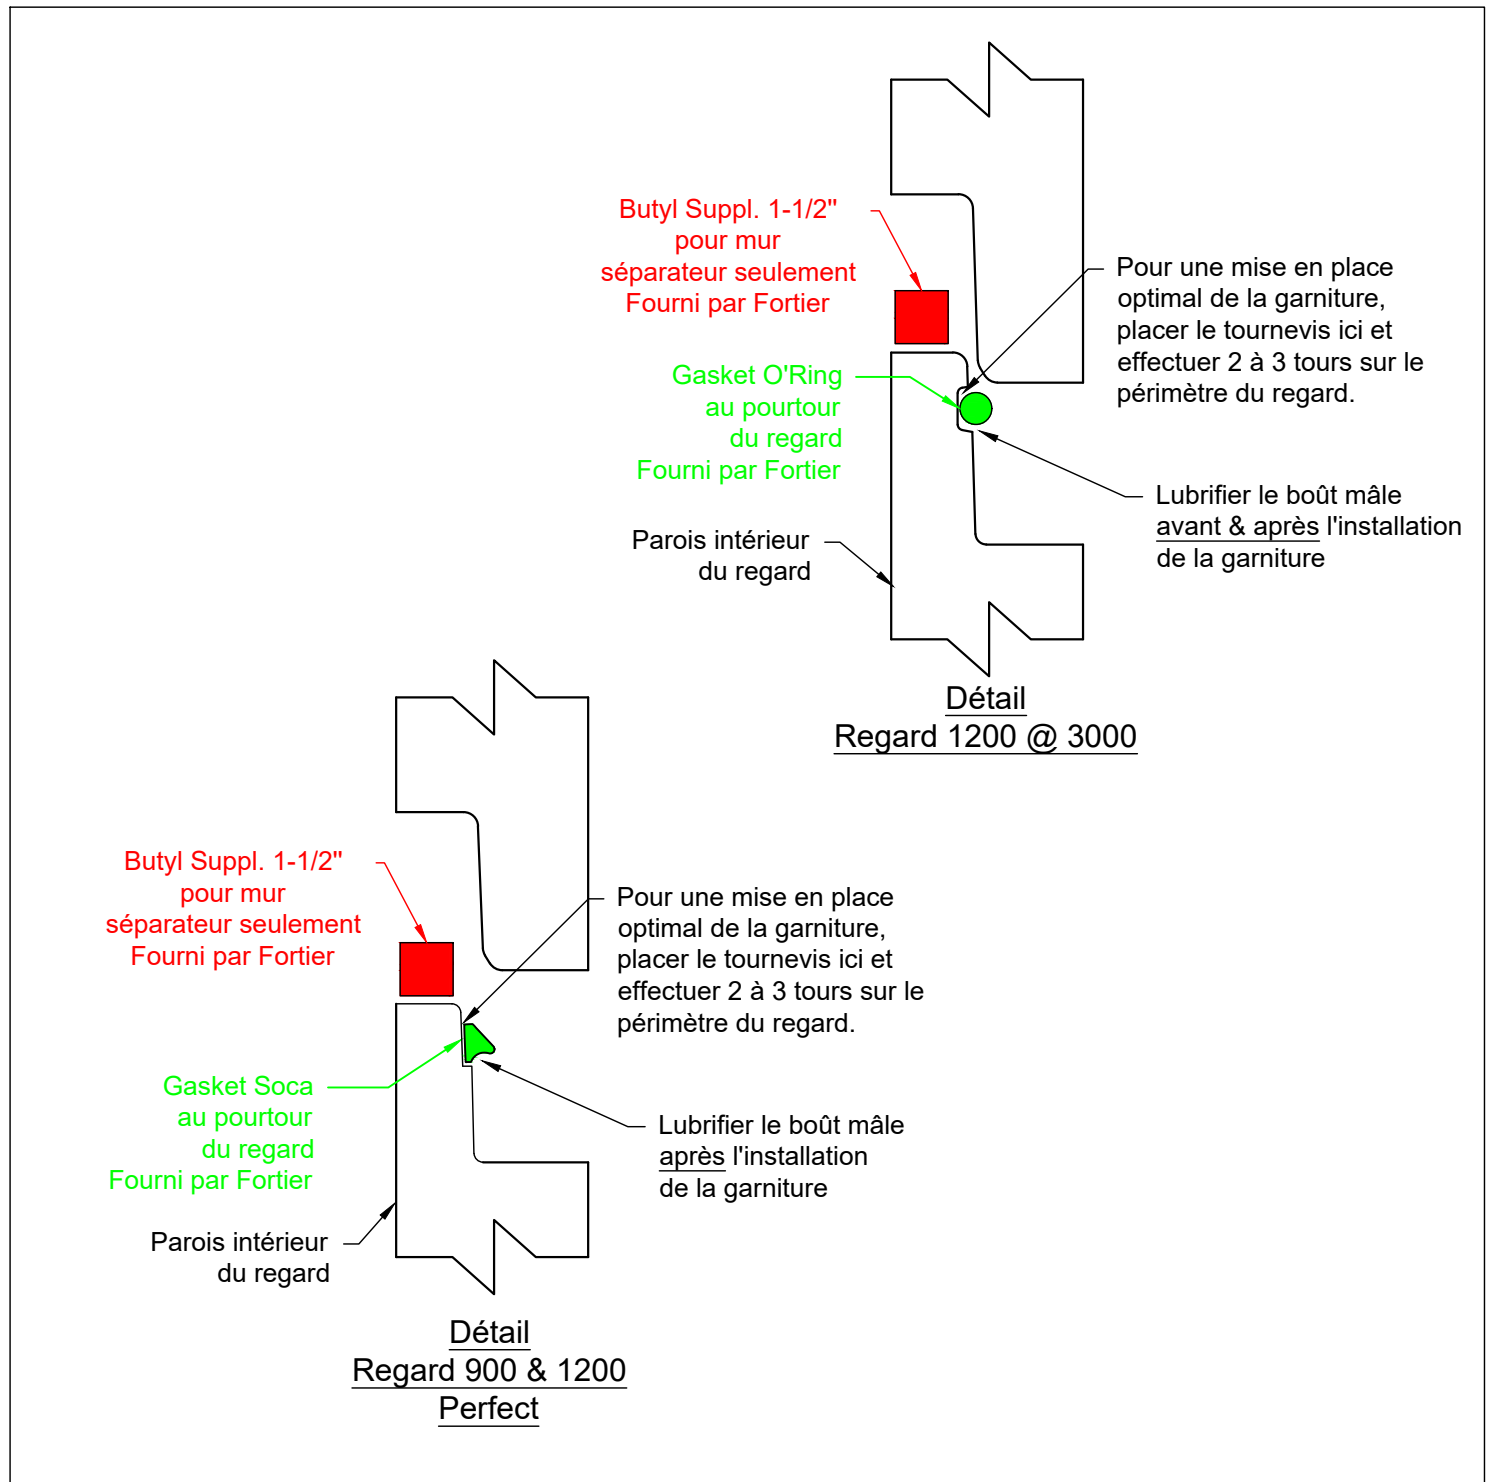 Butyl Suppl. 1-1/2"
pour mur
séparateur seulement
Fourni par Fortier
Pour une mise en place
optimal de la garniture,
placer le tournevis ici et
effectuer 2 à 3 tours sur le
périmètre du regard.
Gasket O'Ring
au pourtour
du regard
Fourni par Fortier
Lubrifier le boût mâle
avant & après l'installation
de la garniture
Parois intérieur
du regard
Détail
Regard 1200 @ 3000
Butyl Suppl. 1-1/2"
pour mur
séparateur seulement
Fourni par Fortier
Pour une mise en place
optimal de la garniture,
placer le tournevis ici et
effectuer 2 à 3 tours sur le
périmètre du regard.
Gasket Soca
au pourtour
du regard
Fourni par Fortier
Lubrifier le boût mâle
après l'installation
de la garniture
Parois intérieur
du regard
Détail
Regard 900 & 1200
Perfect